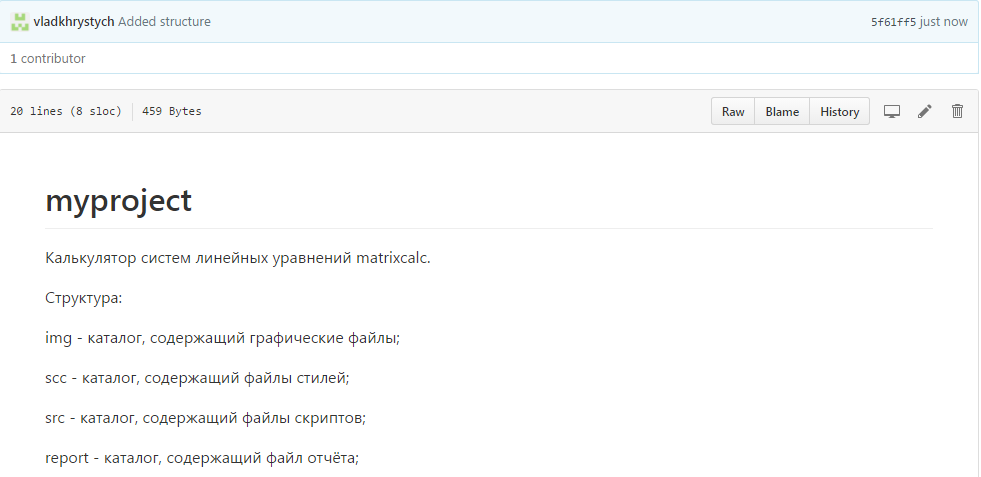 vladkhrystych Added structure 5f61ff5 just now
1 contributor
20 lines (8 sloc) 459 Bytes Raw Blame History
myproject
Калькулятор систем линейных уравнений matrixcalc.
Структура:
img - каталог, содержащий графические файлы;
scc - каталог, содержащий файлы стилей;
src - каталог, содержащий файлы скриптов;
report - каталог, содержащий файл отчёта;